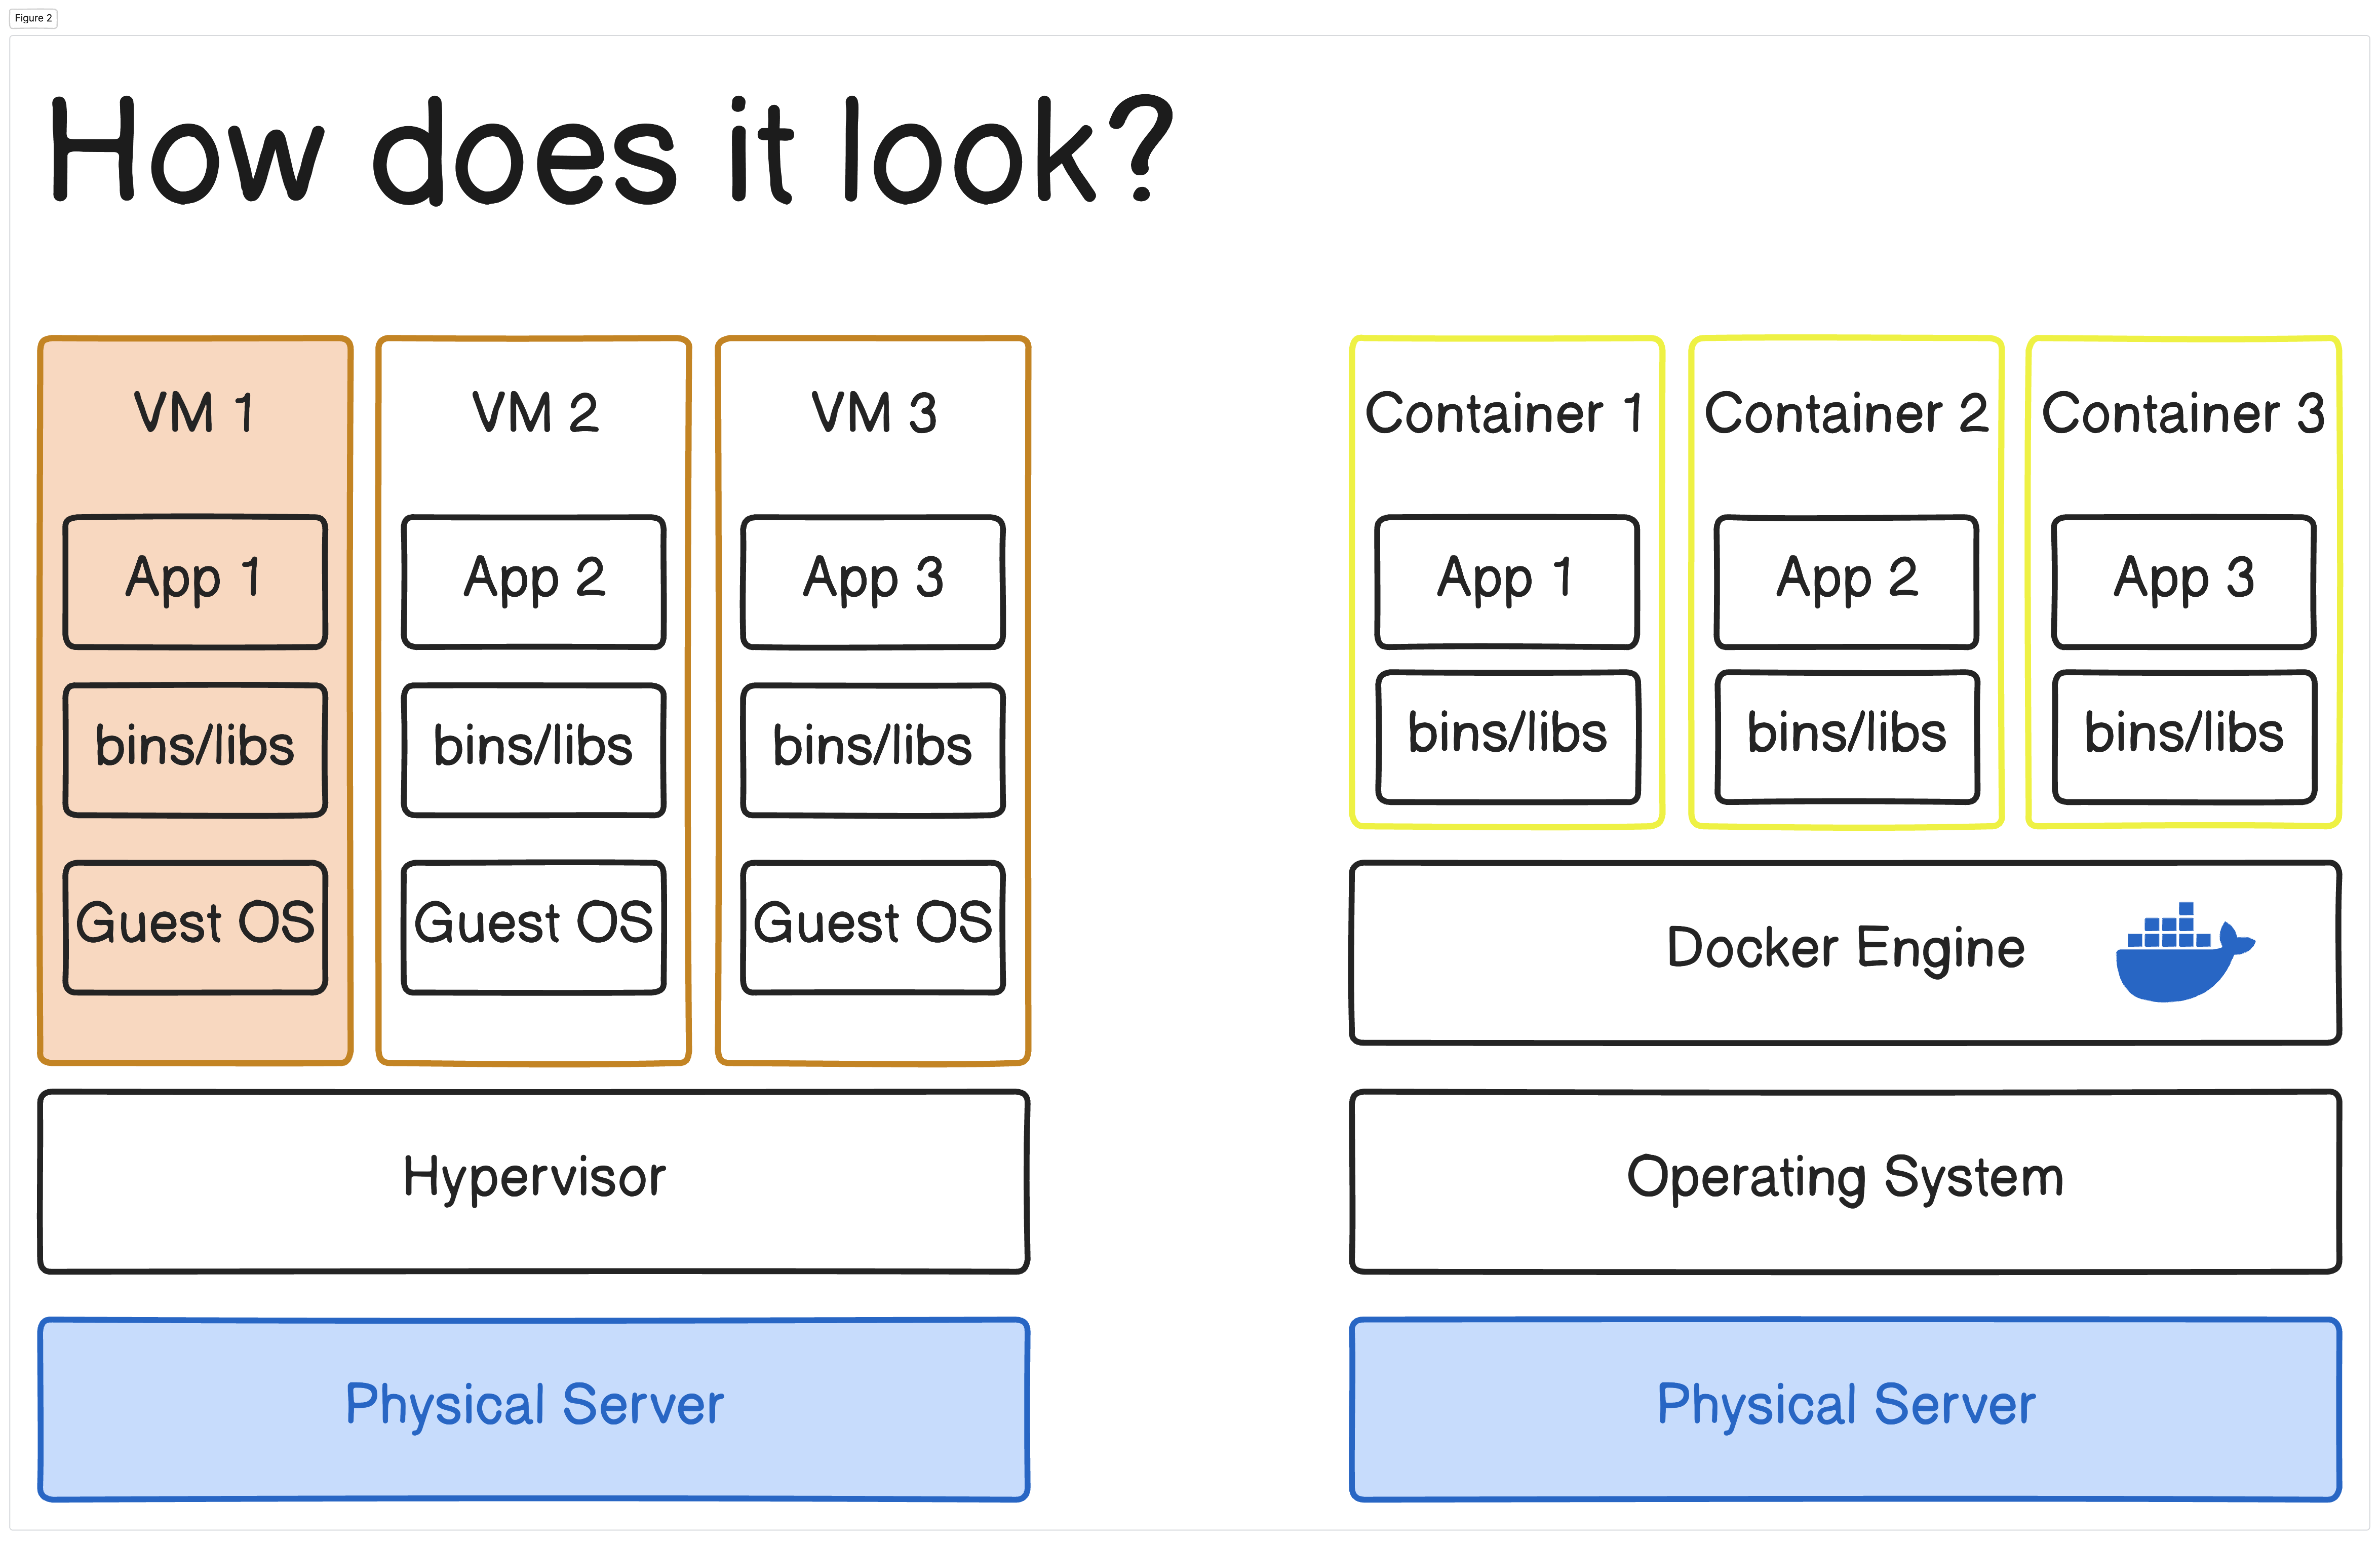 Figure 2
How does it look?
VM 1
App 1
bins/libs
Guest OS
VM 2
App 2
bins/libs
Guest OS
VM 3
App 3
bins/libs
Guest OS
Hypervisor
Physical Server
Container 1
App 1
bins/libs
Container 2
App 2
bins/libs
Container 3
App 3
bins/libs
Docker Engine
Operating System
Physical Server